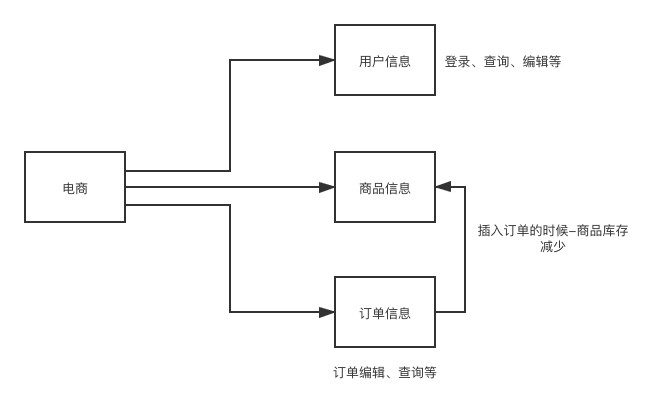 用户信息
登录、查询、编辑等
电商
商品信息
插入订单的时候–商品库存
减少
订单信息
订单编辑、查询等